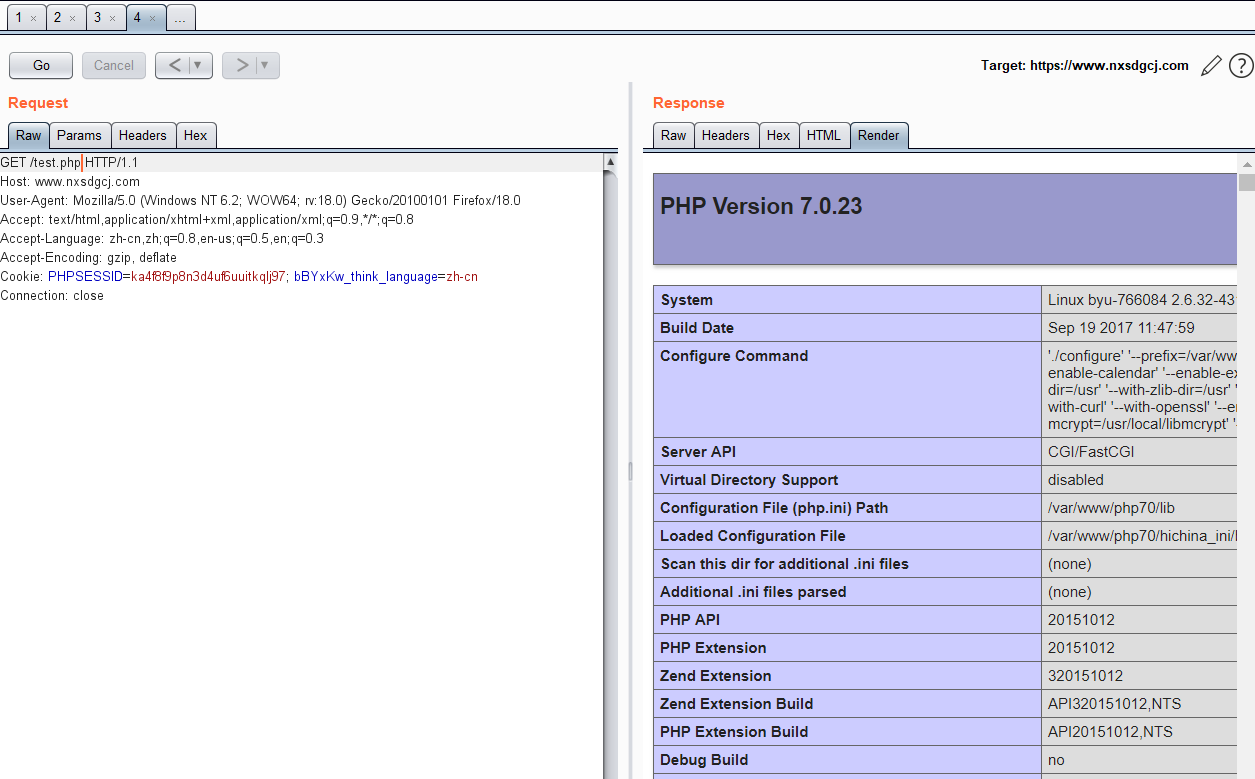 1 × 2 × 3 × 4 × ...
Go Cancel < ▼ > ▼ Target: https://www.nxsdgcj.com ?
Request
Raw Params Headers Hex
GET /test.php HTTP/1.1
Host: www.nxsdgcj.com
User-Agent: Mozilla/5.0 (Windows NT 6.2; WOW64; rv:18.0) Gecko/20100101 Firefox/18.0
Accept: text/html,application/xhtml+xml,application/xml;q=0.9,*/*;q=0.8
Accept-Language: zh-cn,zh;q=0.8,en-us;q=0.5,en;q=0.3
Accept-Encoding: gzip, deflate
Cookie: PHPSESSID=ka4f8f9p8n3d4uf6uuitkqlj97; bBYxKw_think_language=zh-cn
Connection: close
Response
Raw Headers Hex HTML Render
PHP Version 7.0.23
System Linux byu-766084 2.6.32-43
Build Date Sep 19 2017 11:47:59
Configure Command './configure' '--prefix=/var/ww
enable-calendar' '--enable-ex
dir=/usr' '--with-zlib-dir=/usr' '
with-curl' '--with-openssl' '--e
mcrypt=/usr/local/libmcrypt' '-
Server API CGI/FastCGI
Virtual Directory Support disabled
Configuration File (php.ini) Path /var/www/php70/lib
Loaded Configuration File /var/www/php70/hichina_ini/
Scan this dir for additional .ini files (none)
Additional .ini files parsed (none)
PHP API 20151012
PHP Extension 20151012
Zend Extension 320151012
Zend Extension Build API320151012,NTS
PHP Extension Build API20151012,NTS
Debug Build no